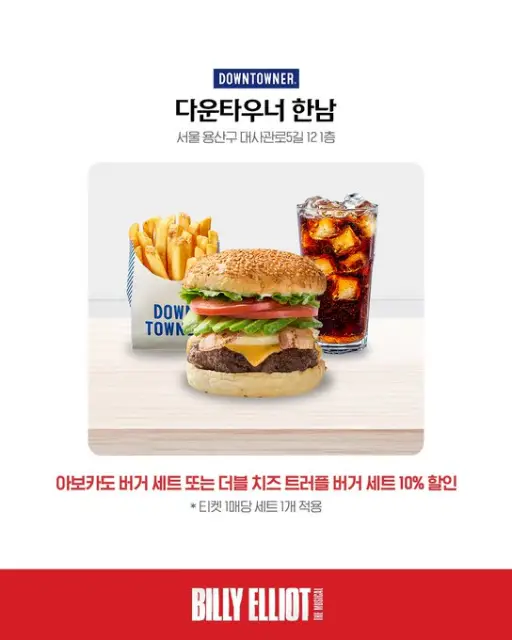 DOWNTOWNER.
다운타우너 한남
서울 용산구 대사관로5길 12 1층
DOWN
TOWN
아보카도 버거 세트 또는 더블 치즈 트러플 버거 세트 10% 할인
* 티켓 1매당 세트 1개 적용
BILLY ELLIOT THE MUSICAL